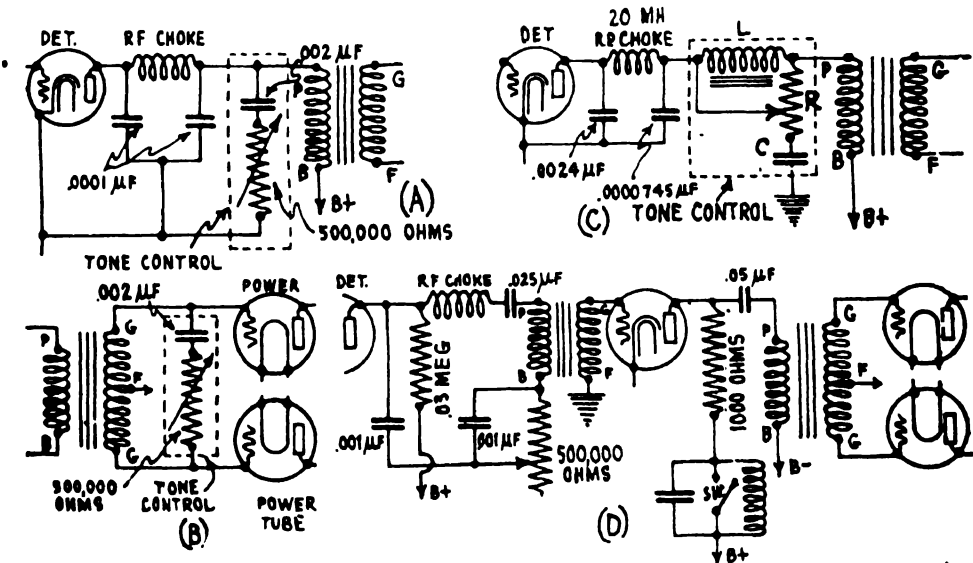 DET.
RF CHOKE
.002 µF
P
G
B
F
B+
.0001 µF
(A)
500,000 OHMS
TONE CONTROL
DET
20 MH
RF CHOKE
L
P
G
R
C
B
F
.0024 µF
.0000745 µF
B+
(C)
TONE CONTROL
.002 µF
POWER
P
G
F
B
G
500,000
OHMS
TONE
CONTROL
POWER
TUBE
(B)
DET.
RF CHOKE
.025 µF
P
G
.03 MEG
B
F
.001 µF
.001 µF
500,000
OHMS
B+
(D)
.05 µF
1000 OHMS
P
G
F
B
G
B-
SW.
B+